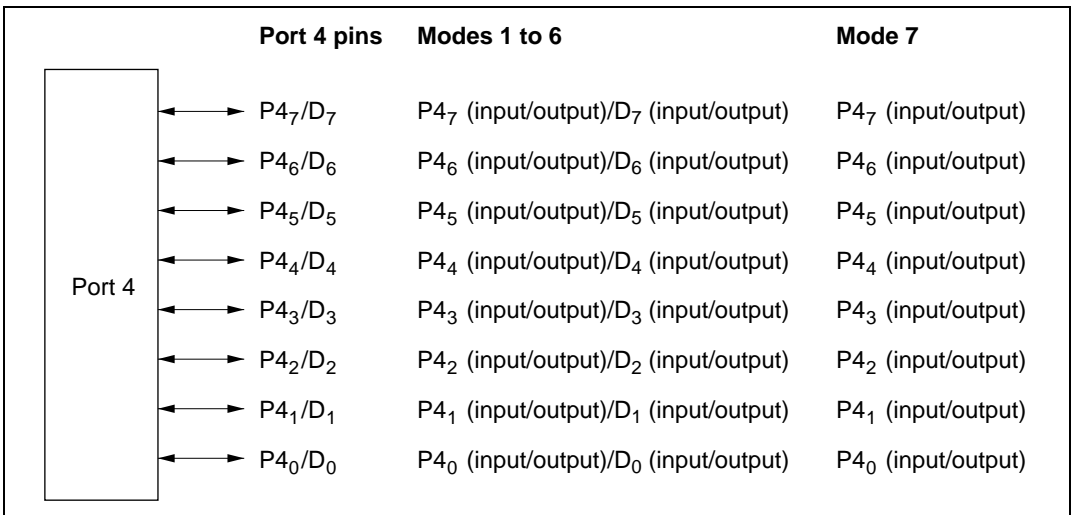 Port 4 pins Modes 1 to 6 Mode 7
P4₇/D₇ P4₇ (input/output)/D₇ (input/output) P4₇ (input/output)
P4₆/D₆ P4₆ (input/output)/D₆ (input/output) P4₆ (input/output)
P4₅/D₅ P4₅ (input/output)/D₅ (input/output) P4₅ (input/output)
P4₄/D₄ P4₄ (input/output)/D₄ (input/output) P4₄ (input/output)
Port 4
P4₃/D₃ P4₃ (input/output)/D₃ (input/output) P4₃ (input/output)
P4₂/D₂ P4₂ (input/output)/D₂ (input/output) P4₂ (input/output)
P4₁/D₁ P4₁ (input/output)/D₁ (input/output) P4₁ (input/output)
P4₀/D₀ P4₀ (input/output)/D₀ (input/output) P4₀ (input/output)